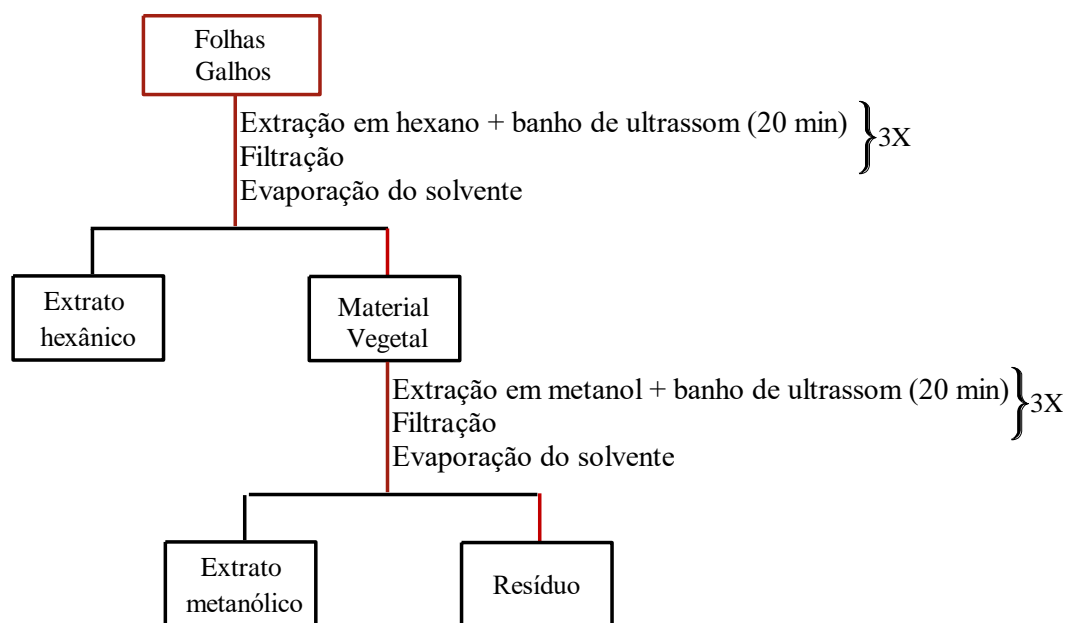 Folhas
Galhos
Extração em hexano + banho de ultrassom (20 min)
3X
Filtração
Evaporação do solvente
Extrato
hexânico
Material
Vegetal
Extração em metanol + banho de ultrassom (20 min)
3X
Filtração
Evaporação do solvente
Extrato
metanólico
Resíduo